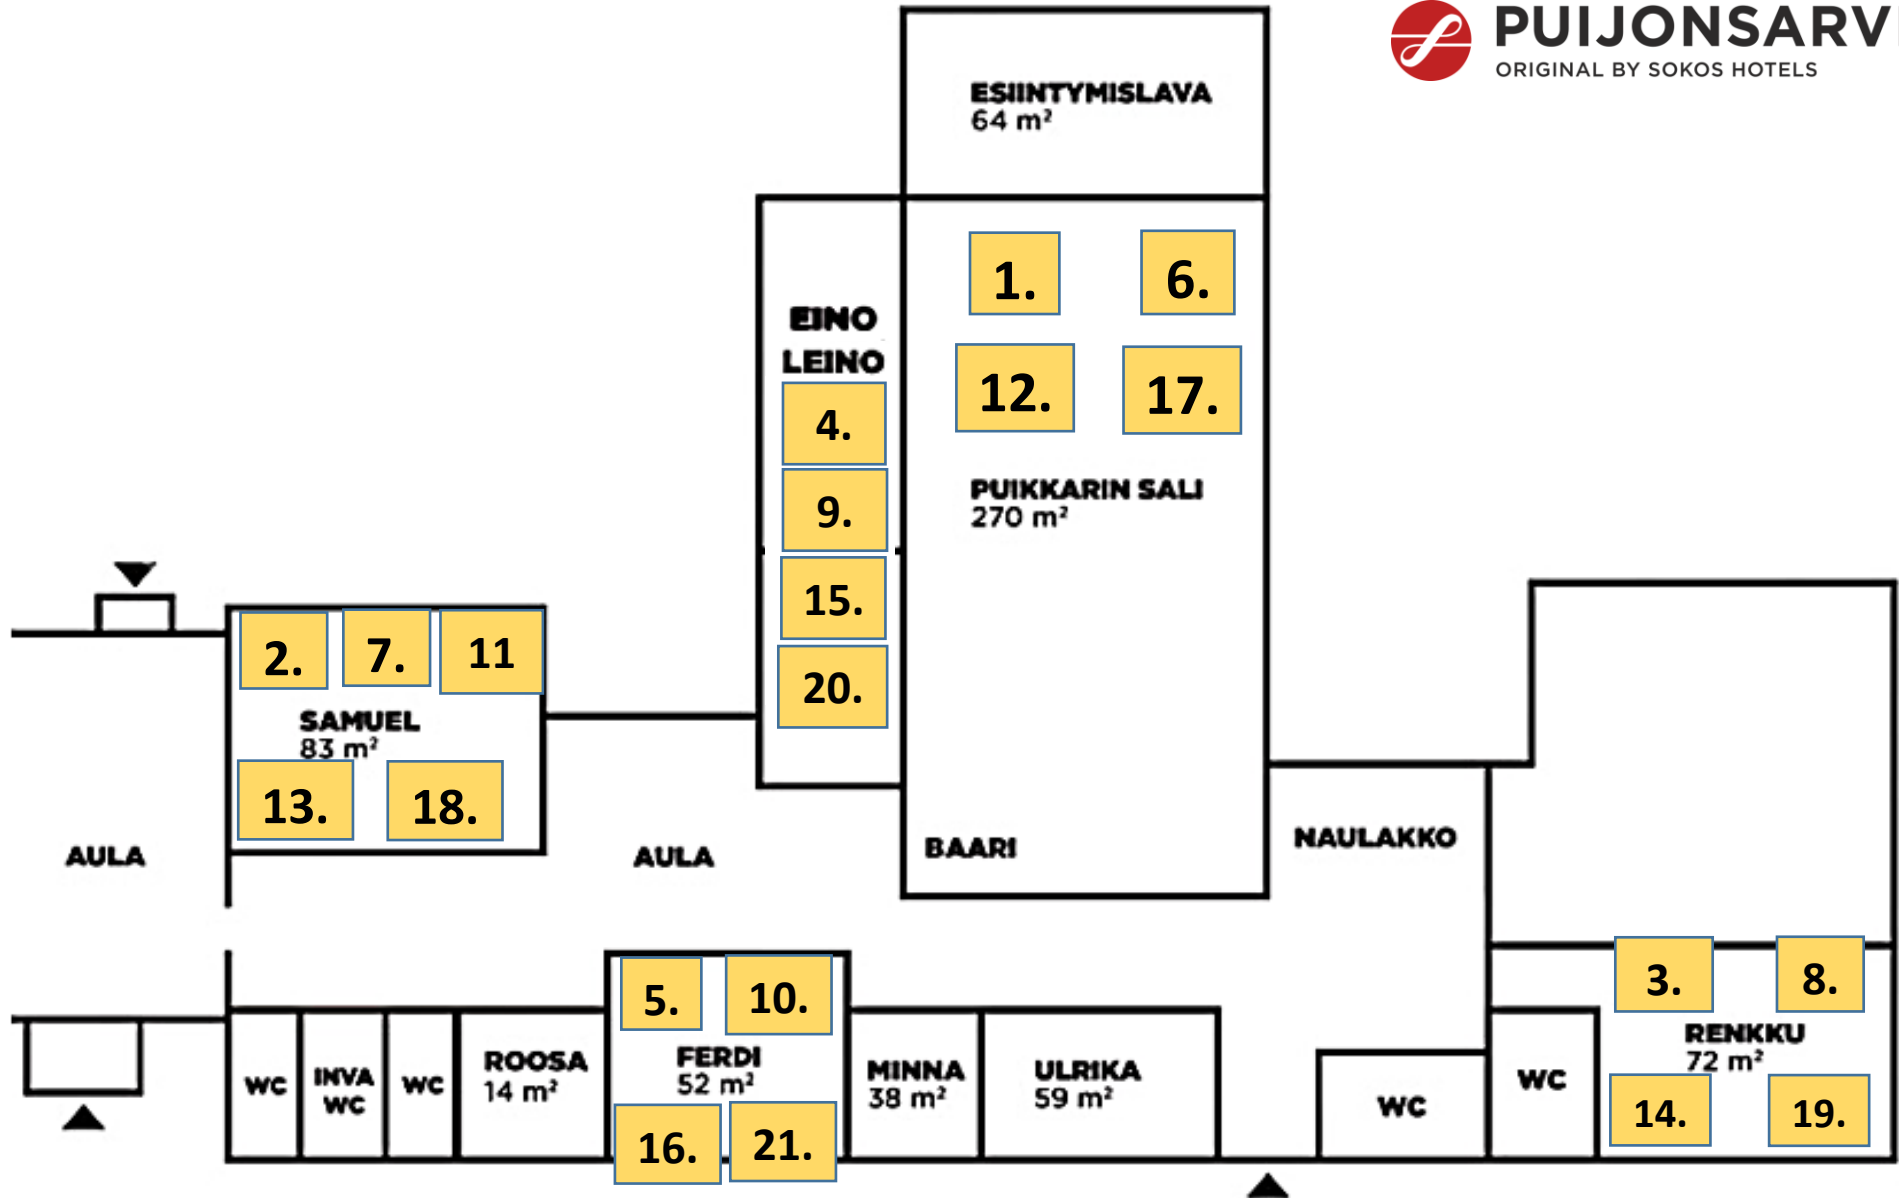 PUIJONSARV
ORIGINAL BY SOKOS HOTELS
ESIINTYMISLAVA
64 m²
1.
6.
12.
17.
PUIKKARIN SALI
270 m²
BAARI
EINO
LEINO
4.
9.
15.
20.
2.
7.
11
SAMUEL
83 m²
13.
18.
AULA
AULA
NAULAKKO
WC
INVA
WC
WC
ROOSA
14 m²
5.
10.
FERDI
52 m²
16.
21.
MINNA
38 m²
ULRIKA
59 m²
WC
WC
3.
8.
RENKKU
72 m²
14.
19.